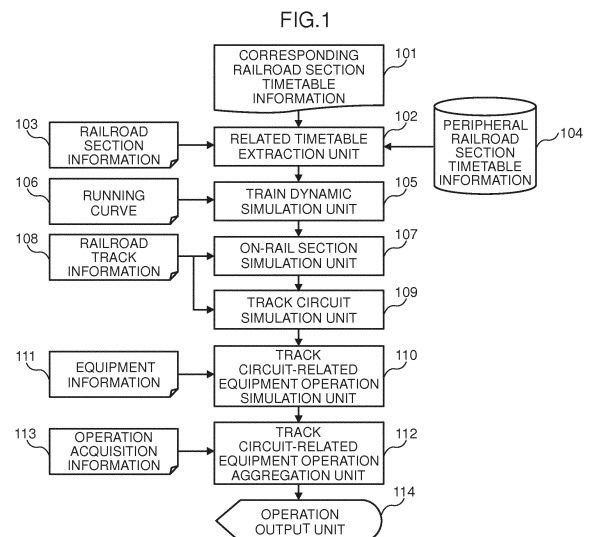 FIG.1
CORRESPONDING
RAILROAD SECTION
TIMETABLE
INFORMATION
101
103
RAILROAD
SECTION
INFORMATION
RELATED TIMETABLE
EXTRACTION UNIT
102
PERIPHERAL
RAILROAD
SECTION
TIMETABLE
INFORMATION
104
106
RUNNING
CURVE
TRAIN DYNAMIC
SIMULATION UNIT
105
108
RAILROAD
TRACK
INFORMATION
ON-RAIL SECTION
SIMULATION UNIT
107
TRACK CIRCUIT
SIMULATION UNIT
109
111
EQUIPMENT
INFORMATION
TRACK
CIRCUIT-RELATED
EQUIPMENT OPERATION
SIMULATION UNIT
110
113
OPERATION
ACQUISITION
INFORMATION
TRACK
CIRCUIT-RELATED
EQUIPMENT OPERATION
AGGREGATION UNIT
112
OPERATION
OUTPUT UNIT
114